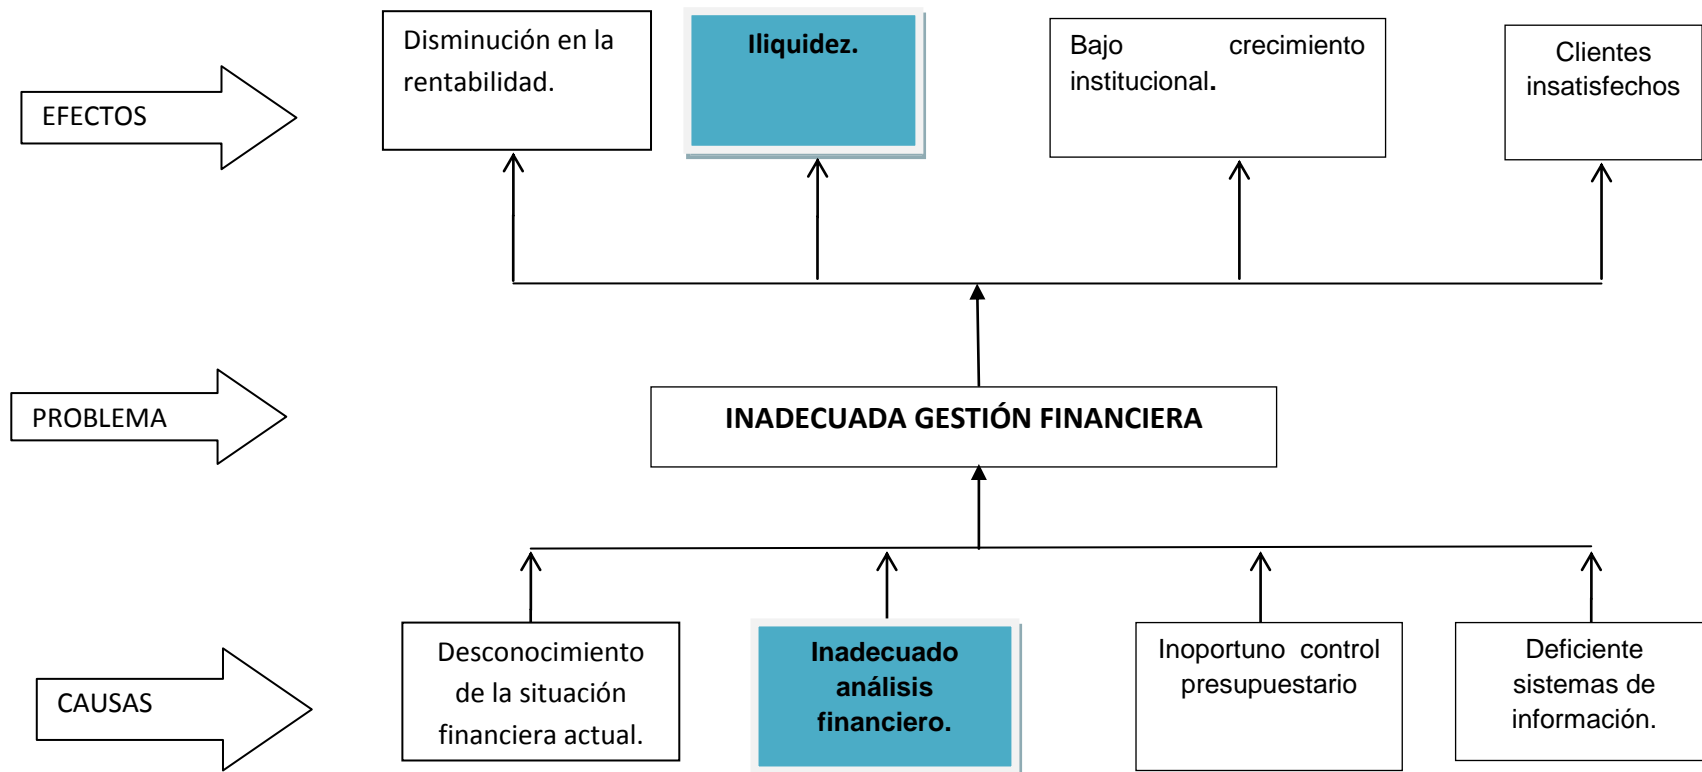 EFECTOS
Disminución en la
rentabilidad.
Iliquidez.
Bajo crecimiento
institucional.
Clientes
insatisfechos
PROBLEMA
INADECUADA GESTIÓN FINANCIERA
CAUSAS
Desconocimiento
de la situación
financiera actual.
Inadecuado
análisis
financiero.
Inoportuno control
presupuestario
Deficiente
sistemas de
información.